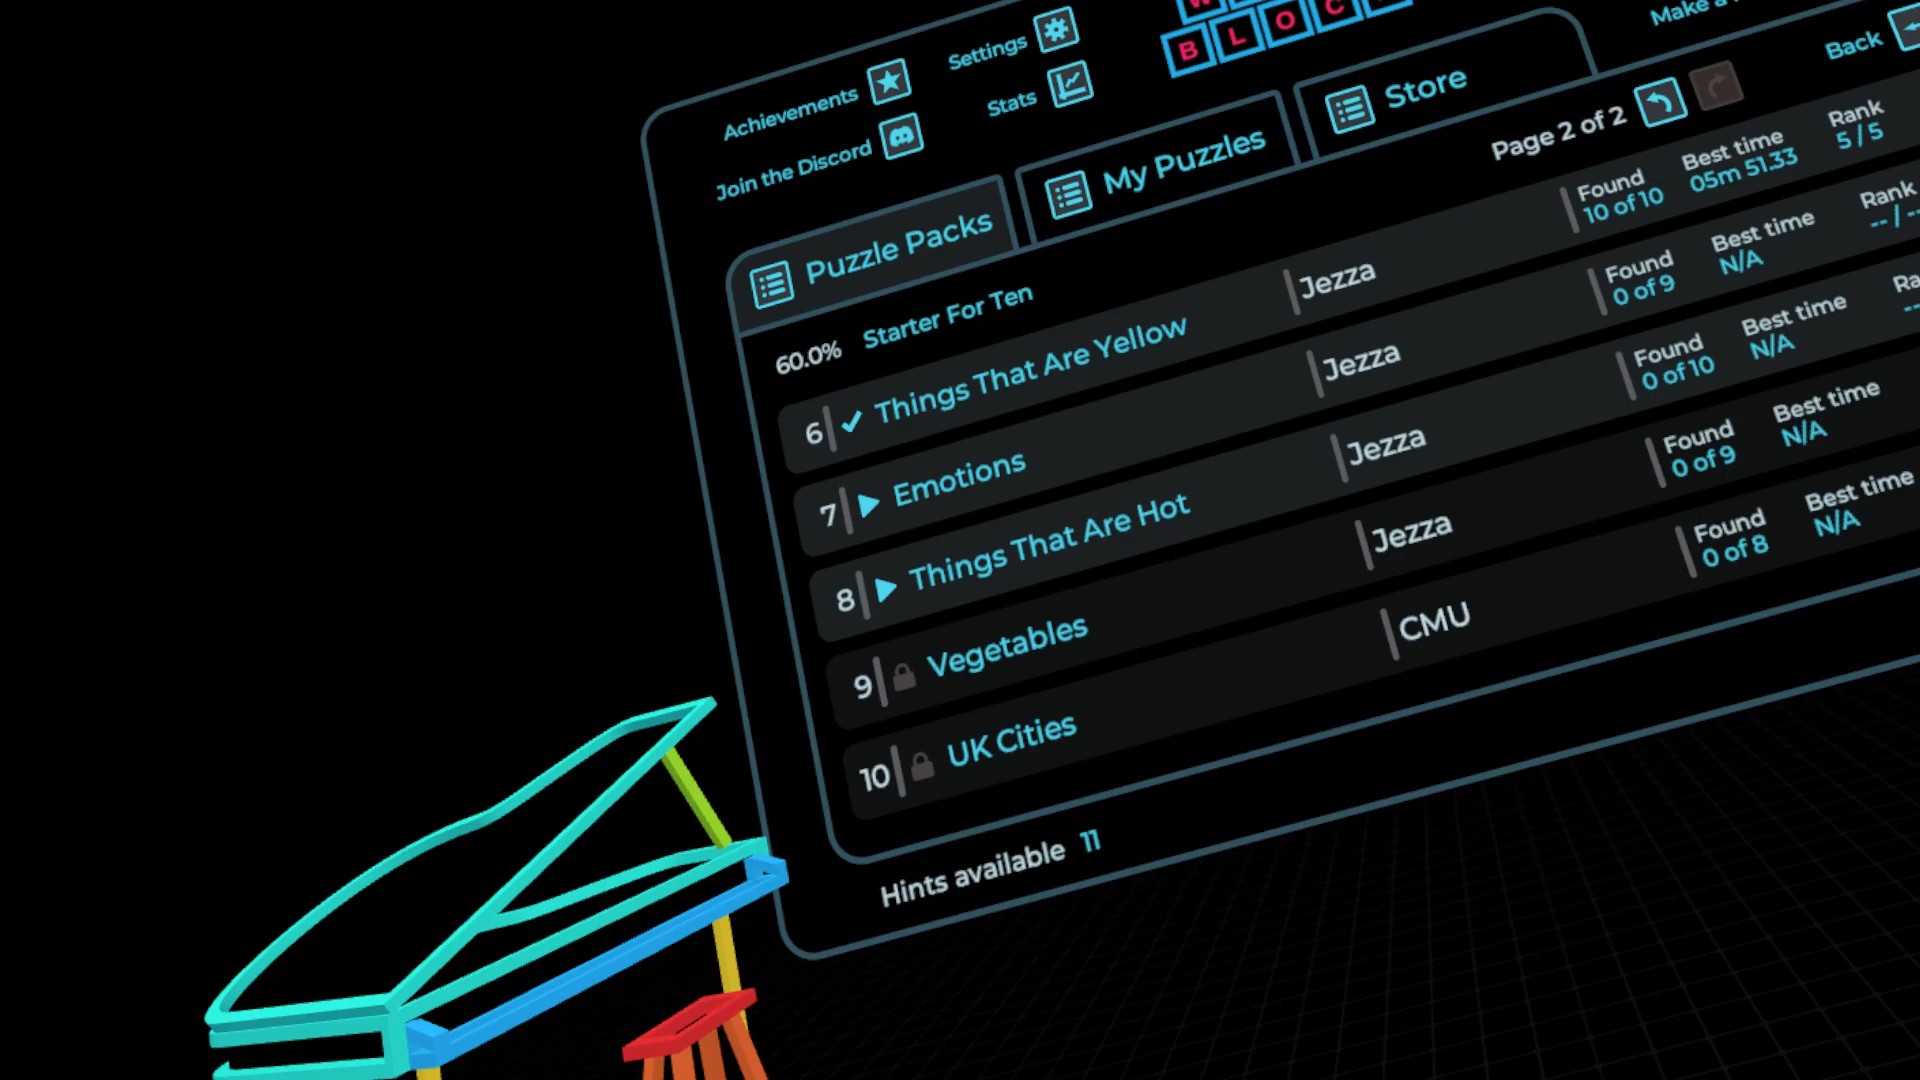 Achievements
Settings
Join the Discord
Stats
B L O C
Make a
Back
Puzzle Packs
My Puzzles
Store
60.0% Starter For Ten
Page 2 of 2
6 Things That Are Yellow Jezza Found 10 of 10 Best time 05m 51.33 Rank 5 / 5
7 Emotions Jezza Found 0 of 9 Best time N/A Rank -- / --
8 Things That Are Hot Jezza Found 0 of 10 Best time N/A
9 Vegetables Jezza Found 0 of 9 Best time N/A
10 UK Cities CMU Found 0 of 8 Best time N/A
Hints available 11